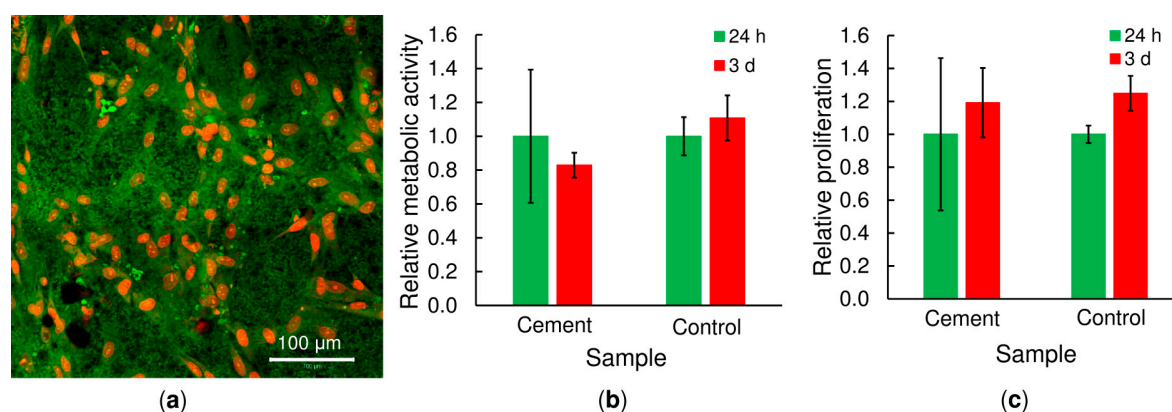 100 µm
100 µm
(a)
Relative metabolic activity
1.6
1.4
1.2
1.0
0.8
0.6
0.4
0.2
0.0
24 h
3 d
Cement
Control
Sample
(b)
Relative proliferation
1.6
1.4
1.2
1.0
0.8
0.6
0.4
0.2
0.0
24 h
3 d
Cement
Control
Sample
(c)